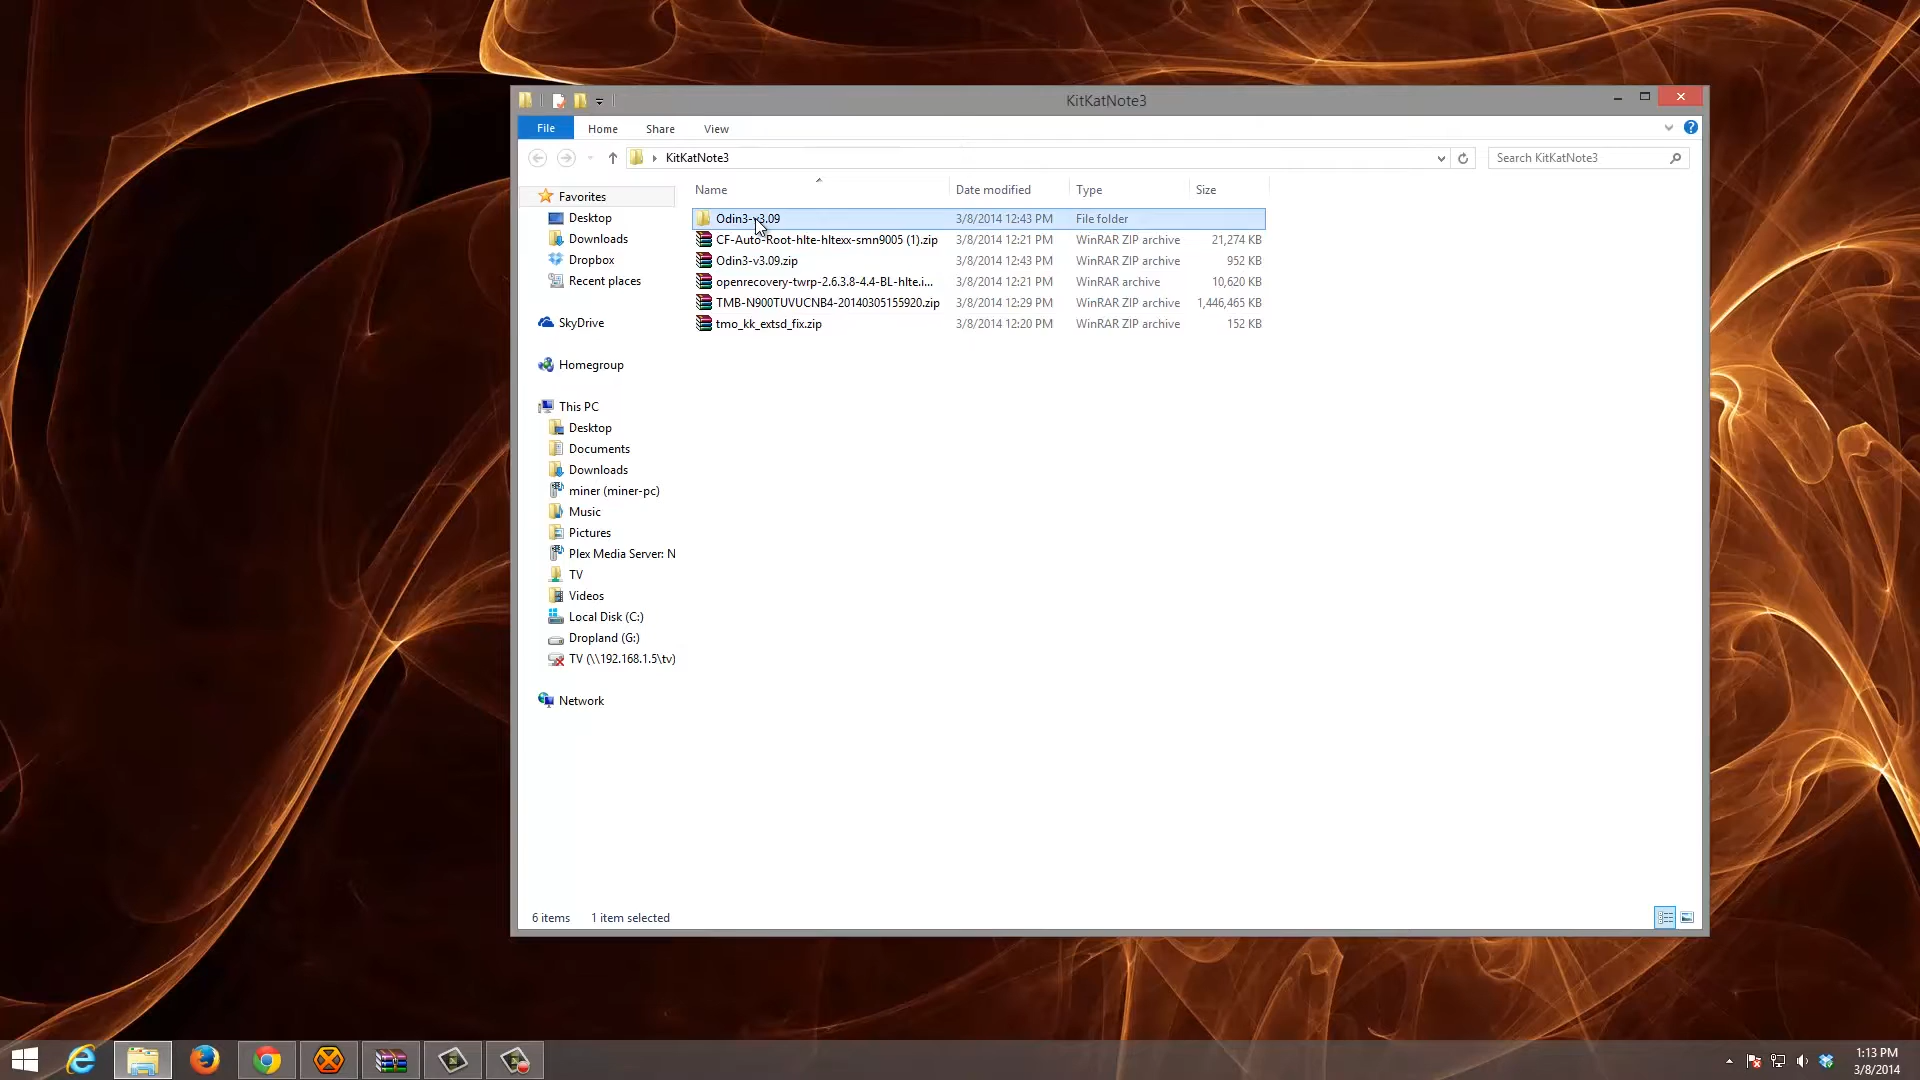 KitKatNote3
File Home Share View
KitKatNote3
Search KitKatNote3
Name Date modified Type Size
Odin3-v3.09 3/8/2014 12:43 PM File folder
CF-Auto-Root-hlte-hltexx-smn9005 (1).zip 3/8/2014 12:21 PM WinRAR ZIP archive 21,274 KB
Odin3-v3.09.zip 3/8/2014 12:43 PM WinRAR ZIP archive 952 KB
openrecovery-twrp-2.6.3.8-4.4-BL-hlte.i... 3/8/2014 12:21 PM WinRAR archive 10,620 KB
TMB-N900TUVUCNB4-20140305155920.zip 3/8/2014 12:29 PM WinRAR ZIP archive 1,446,465 KB
tmo_kk_extsd_fix.zip 3/8/2014 12:20 PM WinRAR ZIP archive 152 KB
Favorites
Desktop
Downloads
Dropbox
Recent places
SkyDrive
Homegroup
This PC
Desktop
Documents
Downloads
miner (miner-pc)
Music
Pictures
Plex Media Server: N
TV
Videos
Local Disk (C:)
Dropland (G:)
TV (\\192.168.1.5\tv)
Network
6 items 1 item selected
1:13 PM
3/8/2014